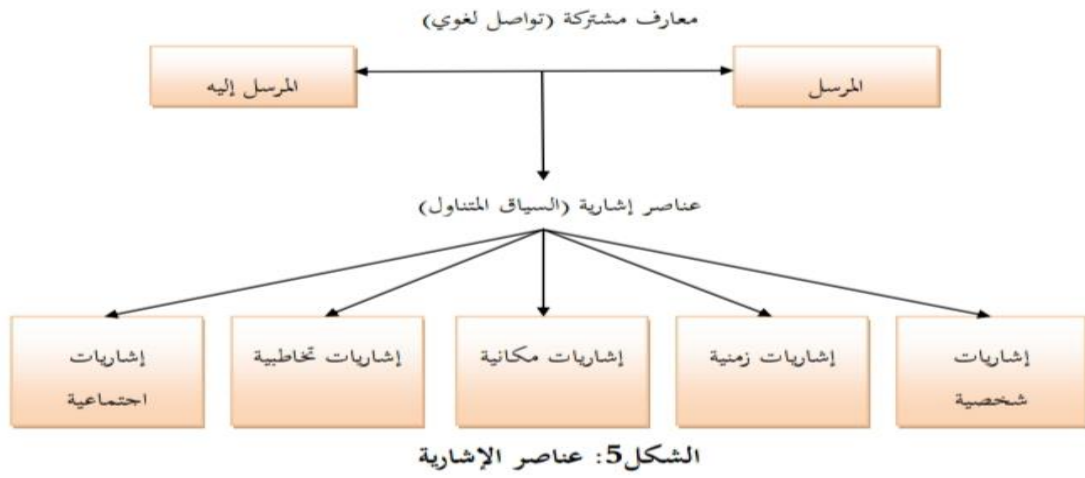 معارف مشتركة (تواصل لغوي)
المرسل
المرسل إليه
عناصر إشارية (السياق المتناول)
إشاريات
شخصية
إشاريات زمنية
إشاريات مكانية
إشاريات تخاطبية
إشاريات
اجتماعية
الشكل5: عناصر الإشارية